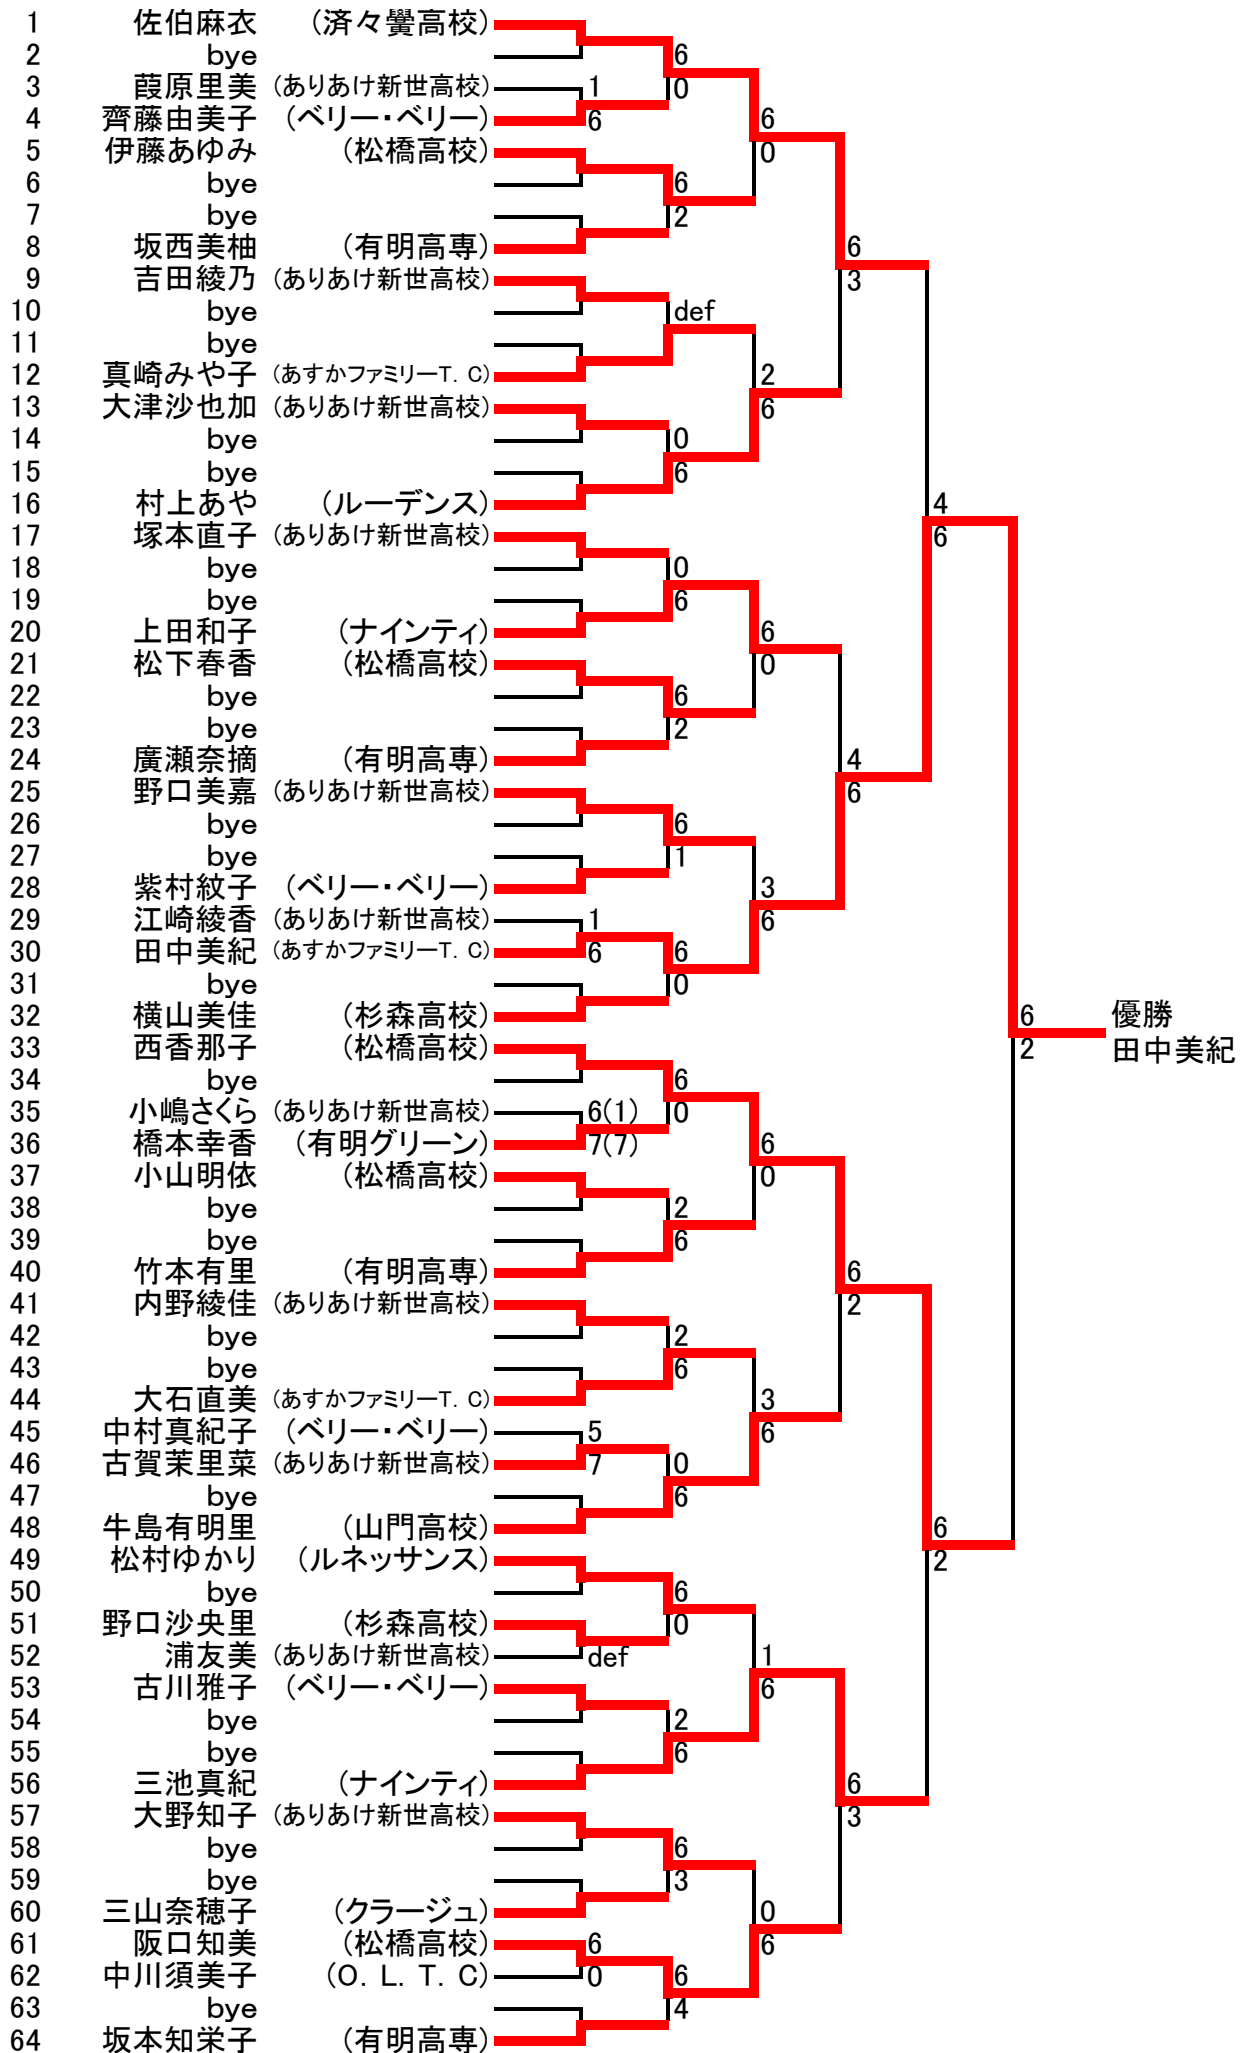 1 佐伯麻衣 (済々黌高校)
2 bye 6
3 葭原里美 (ありあけ新世高校) 1 0
4 齊藤由美子 (ベリー・ベリー) 6 6
5 伊藤あゆみ (松橋高校) 0
6 bye 6
7 bye 2
8 坂西美柚 (有明高専) 6
9 吉田綾乃 (ありあけ新世高校) 3
10 bye def
11 bye
12 真崎みや子 (あすかファミリーT. C) 2
13 大津沙也加 (ありあけ新世高校) 6
14 bye 0
15 bye 6
16 村上あや (ルーデンス) 4
17 塚本直子 (ありあけ新世高校) 6
18 bye 0
19 bye 6
20 上田和子 (ナインティ) 6
21 松下春香 (松橋高校) 0
22 bye 6
23 bye 2
24 廣瀬奈摘 (有明高専) 4
25 野口美嘉 (ありあけ新世高校) 6
26 bye 6
27 bye 1
28 紫村紋子 (ベリー・ベリー) 3
29 江崎綾香 (ありあけ新世高校) 1 6
30 田中美紀 (あすかファミリーT. C) 6 6
31 bye 0
32 横山美佳 (杉森高校) 6 優勝
33 西香那子 (松橋高校) 2 田中美紀
34 bye 6
35 小嶋さくら (ありあけ新世高校) 6(1) 0
36 橋本幸香 (有明グリーン) 7(7) 6
37 小山明依 (松橋高校) 0
38 bye 2
39 bye 6
40 竹本有里 (有明高専) 6
41 内野綾佳 (ありあけ新世高校) 2
42 bye 2
43 bye 6
44 大石直美 (あすかファミリーT. C) 3
45 中村真紀子 (ベリー・ベリー) 5 6
46 古賀茉里菜 (ありあけ新世高校) 7 0
47 bye 6
48 牛島有明里 (山門高校) 6
49 松村ゆかり (ルネッサンス) 2
50 bye 6
51 野口沙央里 (杉森高校) 0
52 浦友美 (ありあけ新世高校) def 1
53 古川雅子 (ベリー・ベリー) 6
54 bye 2
55 bye 6
56 三池真紀 (ナインティ) 6
57 大野知子 (ありあけ新世高校) 3
58 bye 6
59 bye 3
60 三山奈穂子 (クラージュ) 0
61 阪口知美 (松橋高校) 6 6
62 中川須美子 (O. L. T. C) 0 6
63 bye 4
64 坂本知栄子 (有明高専)